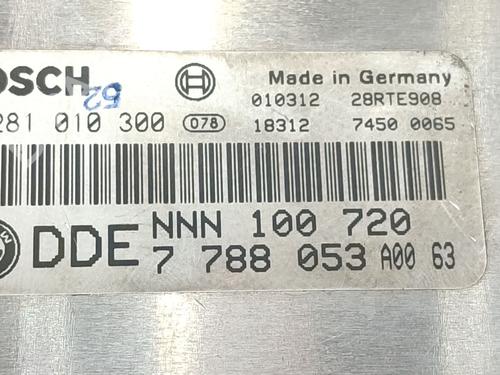 OSCH 52
Made in Germany
010312 28RTE908
281 010 300 078 18312 7450 0065
DDE NNN 100 720
7 788 053 A00 63